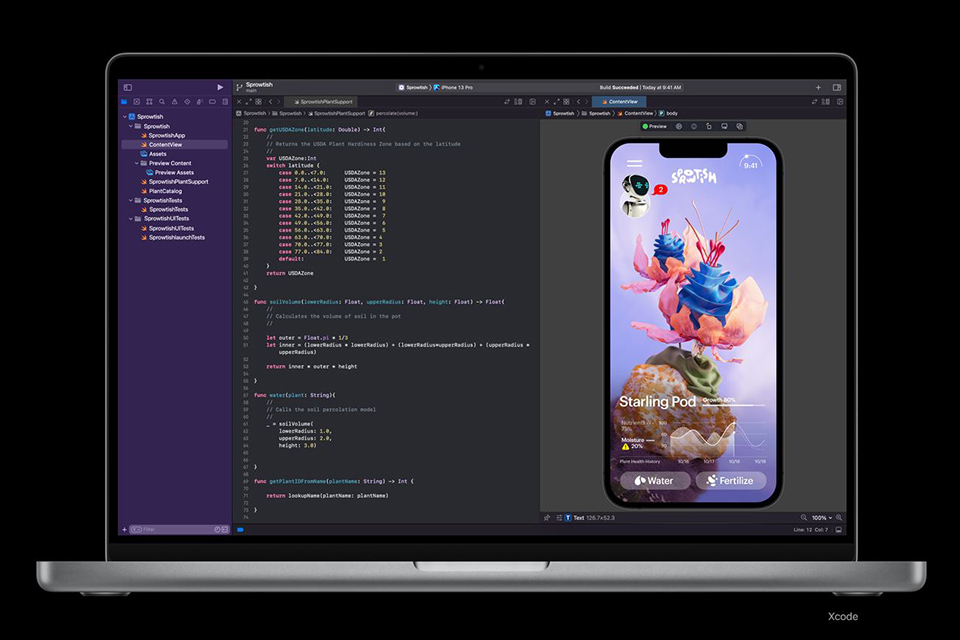 Sprowtish
main
Sprowtish
iPhone 13 Pro
Build Succeeded | Today at 9:41 AM
SprowtishPlantSupport
ContentView
Sprowtish
Sprowtish
SprowtishApp
ContentView
Assets
Preview Content
Preview Assets
SprowtishPlantSupport
PlantCatalog
SprowtishTests
SprowtishTests
SprowtishUITests
SprowtishUITests
SprowtishlaunchTests
Filter
Sprowtish > Sprowtish > SprowtishPlantSupport > percolate(volume)
func getUSDAZone(latitude: Double) -> Int{
//
// Returns the USDA Plant Hardiness Zone based on the latitude
//
var USDAZone:Int
switch latitude {
case 0.0..<7.0: USDAZone = 13
case 7.0..<14.0: USDAZone = 12
case 14.0..<21.0: USDAZone = 11
case 21.0..<28.0: USDAZone = 10
case 28.0..<35.0: USDAZone = 9
case 35.0..<42.0: USDAZone = 8
case 42.0..<49.0: USDAZone = 7
case 49.0..<56.0: USDAZone = 6
case 56.0..<63.0: USDAZone = 5
case 63.0..<70.0: USDAZone = 4
case 70.0..<77.0: USDAZone = 3
case 77.0..<84.0: USDAZone = 2
default: USDAZone = 1
}
return USDAZone
}
func soilVolume(lowerRadius: Float, upperRadius: Float, height: Float) -> Float{
//
// Calculates the volume of soil in the pot
//
let outer = Float.pi * 1/3
let inner = (lowerRadius * lowerRadius) + (lowerRadius*upperRadius) + (upperRadius *
upperRadius)
return inner * outer * height
}
func water(plant: String){
//
// Calls the soil percolation model
//
_ = soilVolume(
lowerRadius: 1.0,
upperRadius: 2.0,
height: 3.0)
}
func getPlantIDFromName(plantName: String) -> Int {
return lookupName(plantName: plantName)
}
Sprowtish > Sprowtish > ContentView > body
Preview
SPROWTISH
9:41
2
Starling Pod
Growth 80%
Nutrients
75%
100
Moisture
20%
Plant Health History
10/16 10/17 10/18 10/19
Water
Fertilize
Text 126.7×52.3
100%
Line: 12 Col: 7
Xcode